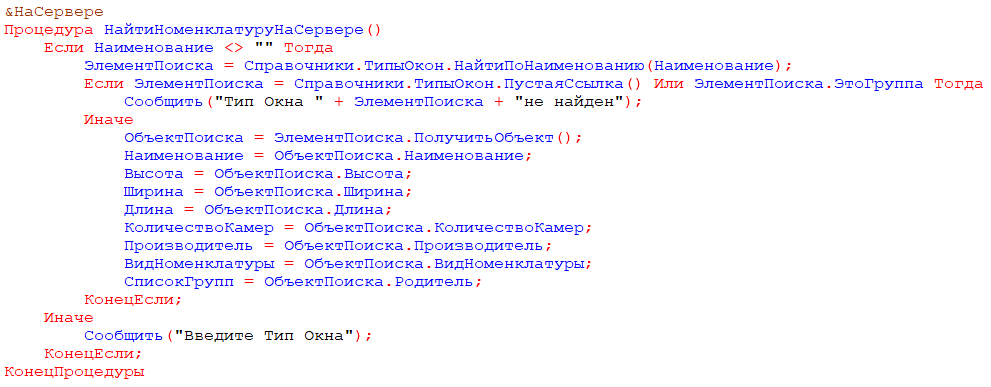 &НаСервере
Процедура НайтиНоменклатуруНаСервере()
    Если Наименование <> "" Тогда
        ЭлементПоиска = Справочники.ТипыОкон.НайтиПоНаименованию(Наименование);
        Если ЭлементПоиска = Справочники.ТипыОкон.ПустаяСсылка() Или ЭлементПоиска.ЭтоГруппа Тогда
            Сообщить("Тип Окна " + ЭлементПоиска + "не найден");
        Иначе
            ОбъектПоиска = ЭлементПоиска.ПолучитьОбъект();
            Наименование = ОбъектПоиска.Наименование;
            Высота = ОбъектПоиска.Высота;
            Ширина = ОбъектПоиска.Ширина;
            Длина = ОбъектПоиска.Длина;
            КоличествоКамер = ОбъектПоиска.КоличествоКамер;
            Производитель = ОбъектПоиска.Производитель;
            ВидНоменклатуры = ОбъектПоиска.ВидНоменклатуры;
            СписокГрупп = ОбъектПоиска.Родитель;
        КонецЕсли;
    Иначе
        Сообщить("Введите Тип Окна");
    КонецЕсли;
КонецПроцедуры